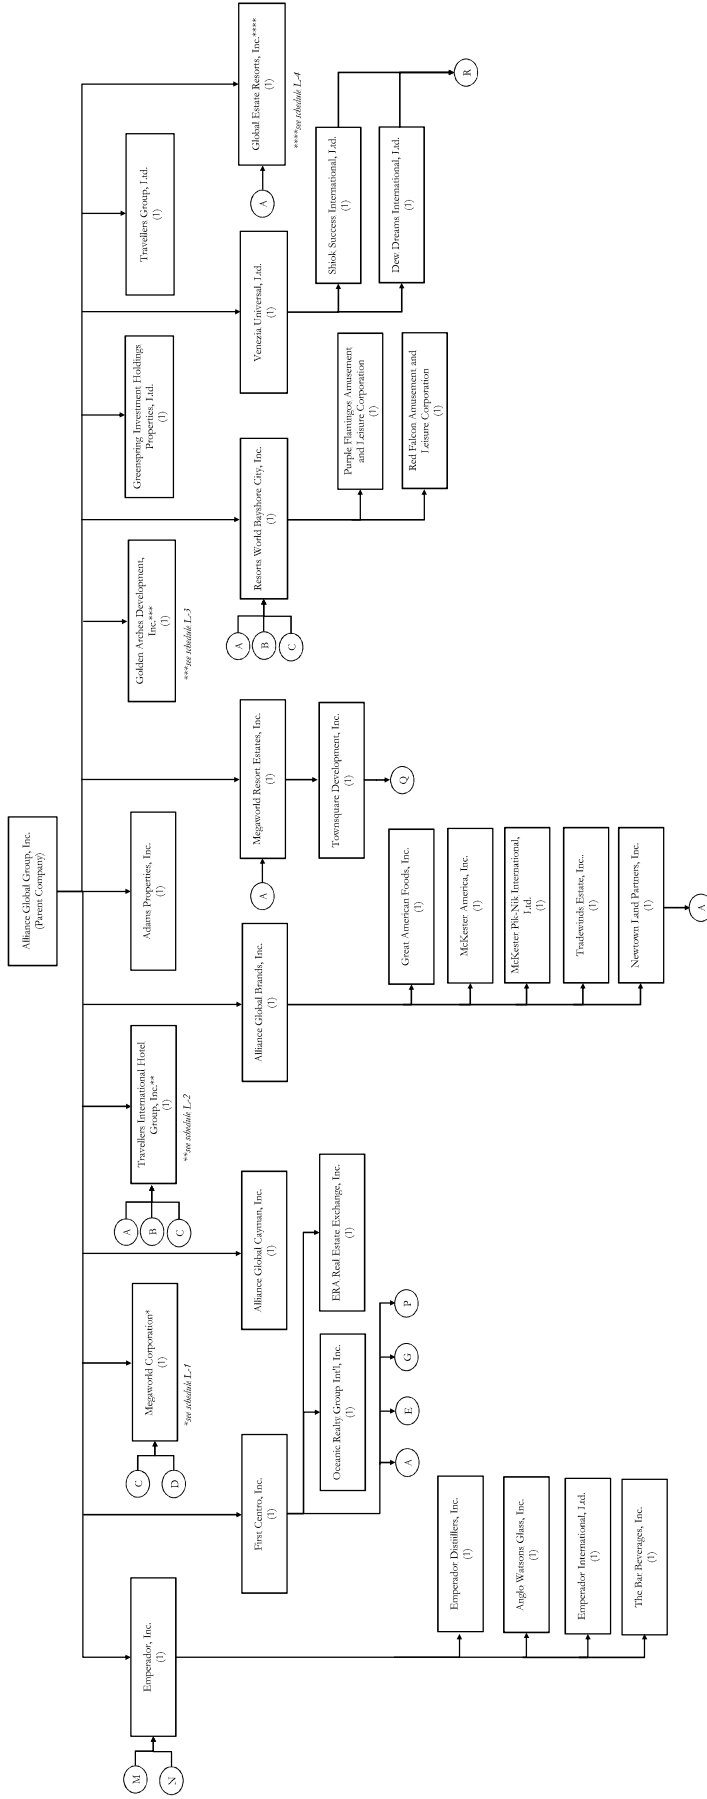 Alliance Global Group, Inc.
(Parent Company)
Emperador, Inc.
(1)
Megaworld Corporation*
(1)
*see schedule L-1
Travellers International Hotel
Group, Inc.**
(1)
**see schedule L-2
Adams Properties, Inc.
(1)
Golden Arches Development,
Inc.***
(1)
***see schedule L-3
Greenspring Investment Holdings
Properties, Ltd.
(1)
Travellers Group, Ltd.
(1)
M
N
C
D
A
B
C
First Centro, Inc.
(1)
Alliance Global Cayman, Inc.
(1)
Alliance Global Brands, Inc.
(1)
A
Megaworld Resort Estates, Inc.
(1)
A
B
C
Resorts World Bayshore City, Inc.
(1)
Venezia Universal, Ltd.
(1)
A
Global Estate Resorts, Inc.****
(1)
****see schedule L-4
Oceanic Realty Group Int'l, Inc.
(1)
ERA Real Estate Exchange, Inc.
(1)
Townsquare Development, Inc.
(1)
Purple Flamingos Amusement
and Leisure Corporation
(1)
Shiok Success International, Ltd.
(1)
A
E
G
P
Great American Foods, Inc.
(1)
Q
Red Falcon Amusement and
Leisure Corporation
(1)
Dew Dreams International, Ltd.
(1)
R
Emperador Distillers, Inc.
(1)
McKester America, Inc.
(1)
Anglo Watsons Glass, Inc.
(1)
McKester Pik-Nik International,
Ltd.
(1)
Emperador International, Ltd.
(1)
Tradewinds Estate, Inc..
(1)
The Bar Beverages, Inc.
(1)
Newtown Land Partners, Inc.
(1)
A